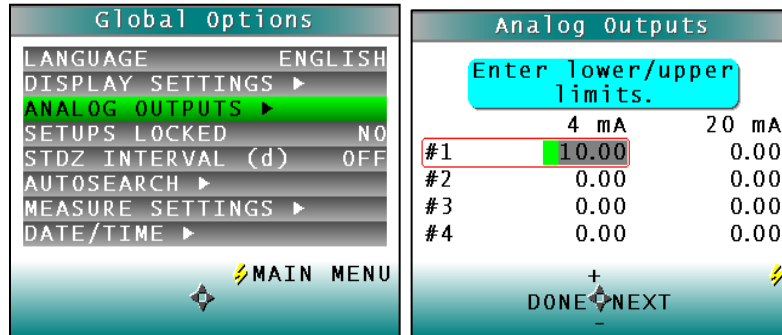 Global Options
LANGUAGE ENGLISH
DISPLAY SETTINGS ▶
ANALOG OUTPUTS ▶
SETUPS LOCKED NO
STDZ INTERVAL (d) OFF
AUTOSEARCH ▶
MEASURE SETTINGS ▶
DATE/TIME ▶
MAIN MENU
Analog Outputs
Enter lower/upper
limits.
4 mA 20 mA
#1 10.00 0.00
#2 0.00 0.00
#3 0.00 0.00
#4 0.00 0.00
+
DONE NEXT
-